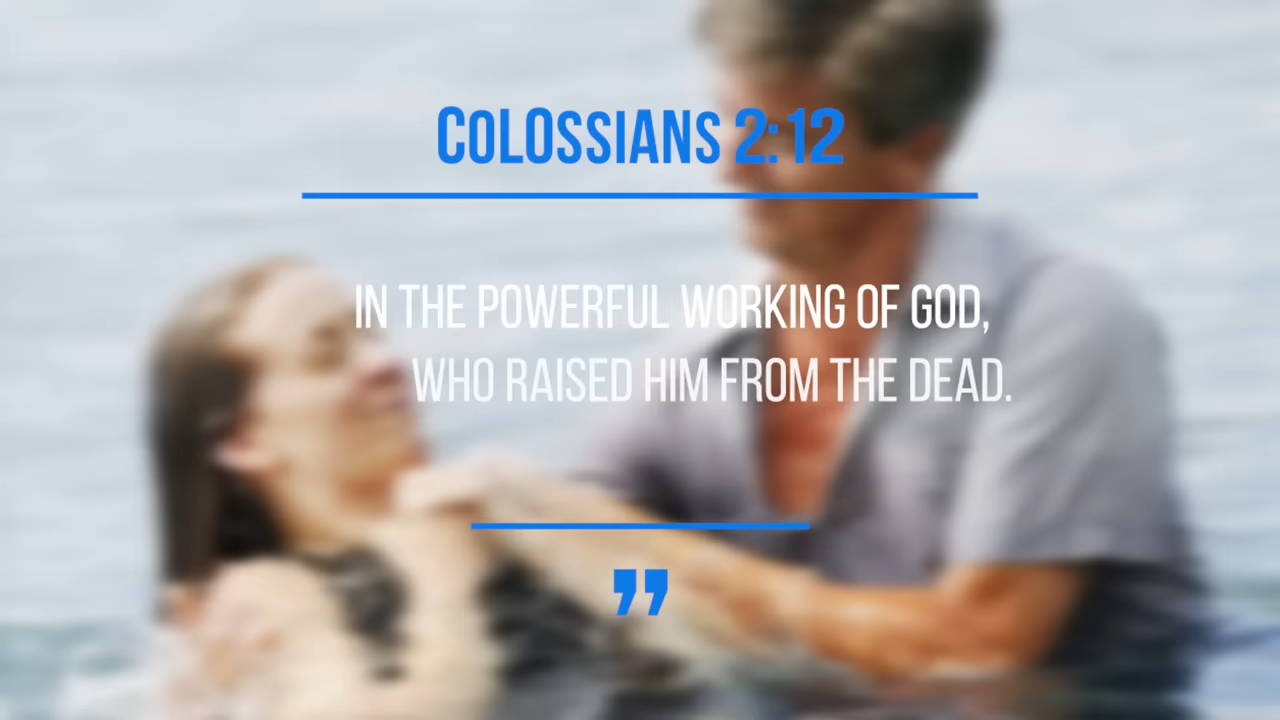 COLOSSIANS 2:12
IN THE POWERFUL WORKING OF GOD,
WHO RAISED HIM FROM THE DEAD.
”